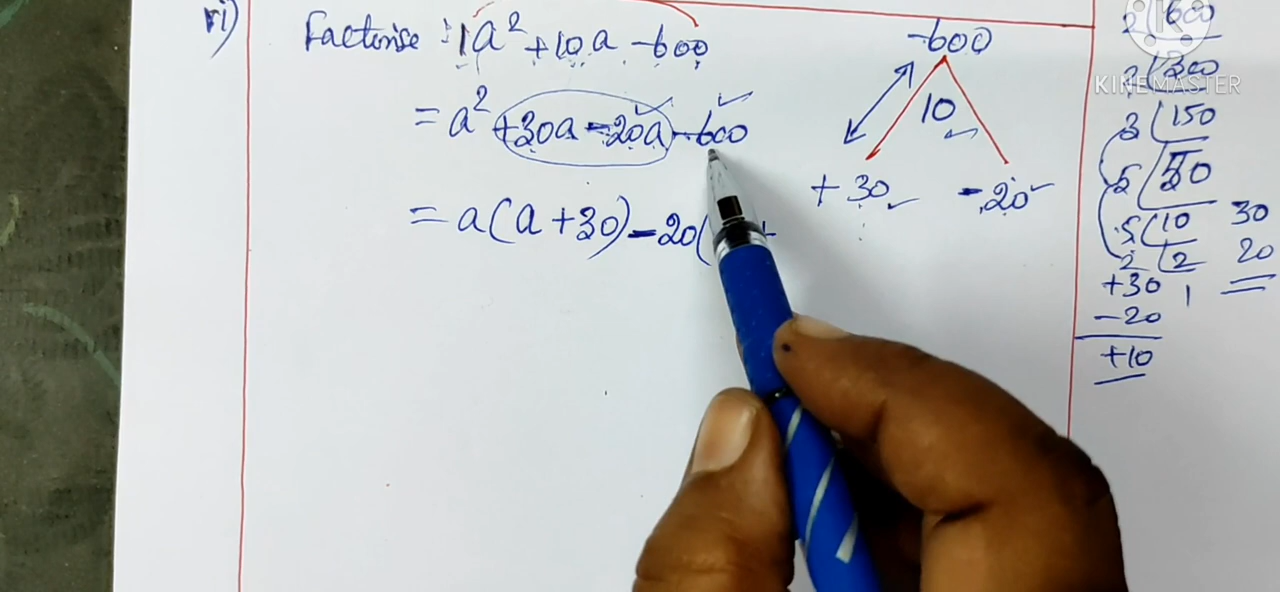 vi) Factorise : 1a² + 10a - 600
= a² + 30a - 20a - 600
= a(a + 30) - 20(
-600
10
+ 30 - 20
2 600
2 300
3 150
5 50
5 10
2 2
1
30
20
+30
-20
+10
KINEMASTER